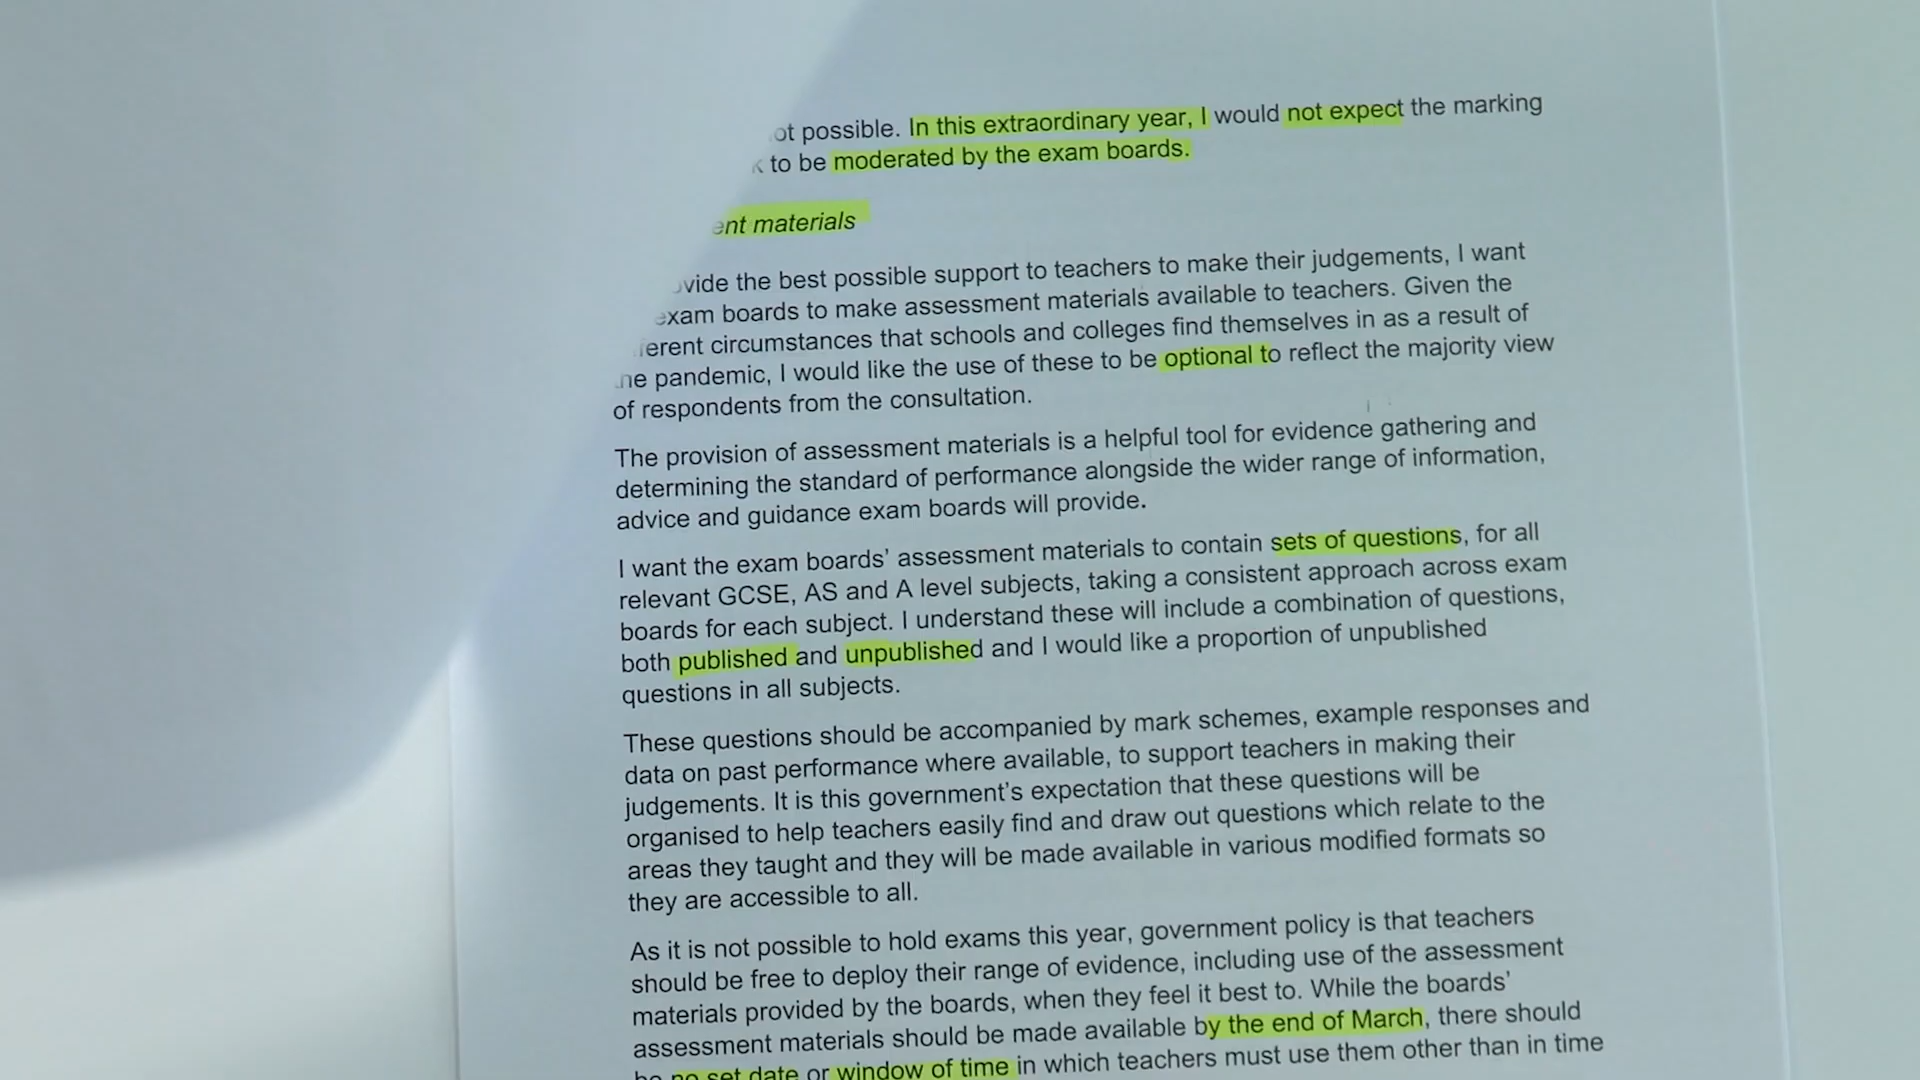 possible. In this extraordinary year, I would not expect the marking
to be moderated by the exam boards.
materials
the best possible support to teachers to make their judgements, I want
exam boards to make assessment materials available to teachers. Given the
circumstances that schools and colleges find themselves in as a result of
pandemic, I would like the use of these to be optional to reflect the majority view
of respondents from the consultation.
The provision of assessment materials is a helpful tool for evidence gathering and
determining the standard of performance alongside the wider range of information,
advice and guidance exam boards will provide.
I want the exam boards’ assessment materials to contain sets of questions, for all
relevant GCSE, AS and A level subjects, taking a consistent approach across exam
boards for each subject. I understand these will include a combination of questions,
both published and unpublished and I would like a proportion of unpublished
questions in all subjects.
These questions should be accompanied by mark schemes, example responses and
data on past performance where available, to support teachers in making their
judgements. It is this government’s expectation that these questions will be
organised to help teachers easily find and draw out questions which relate to the
areas they taught and they will be made available in various modified formats so
they are accessible to all.
As it is not possible to hold exams this year, government policy is that teachers
should be free to deploy their range of evidence, including use of the assessment
materials provided by the boards, when they feel it best to. While the boards’
assessment materials should be made available by the end of March, there should
be no set date or window of time in which teachers must use them other than in time